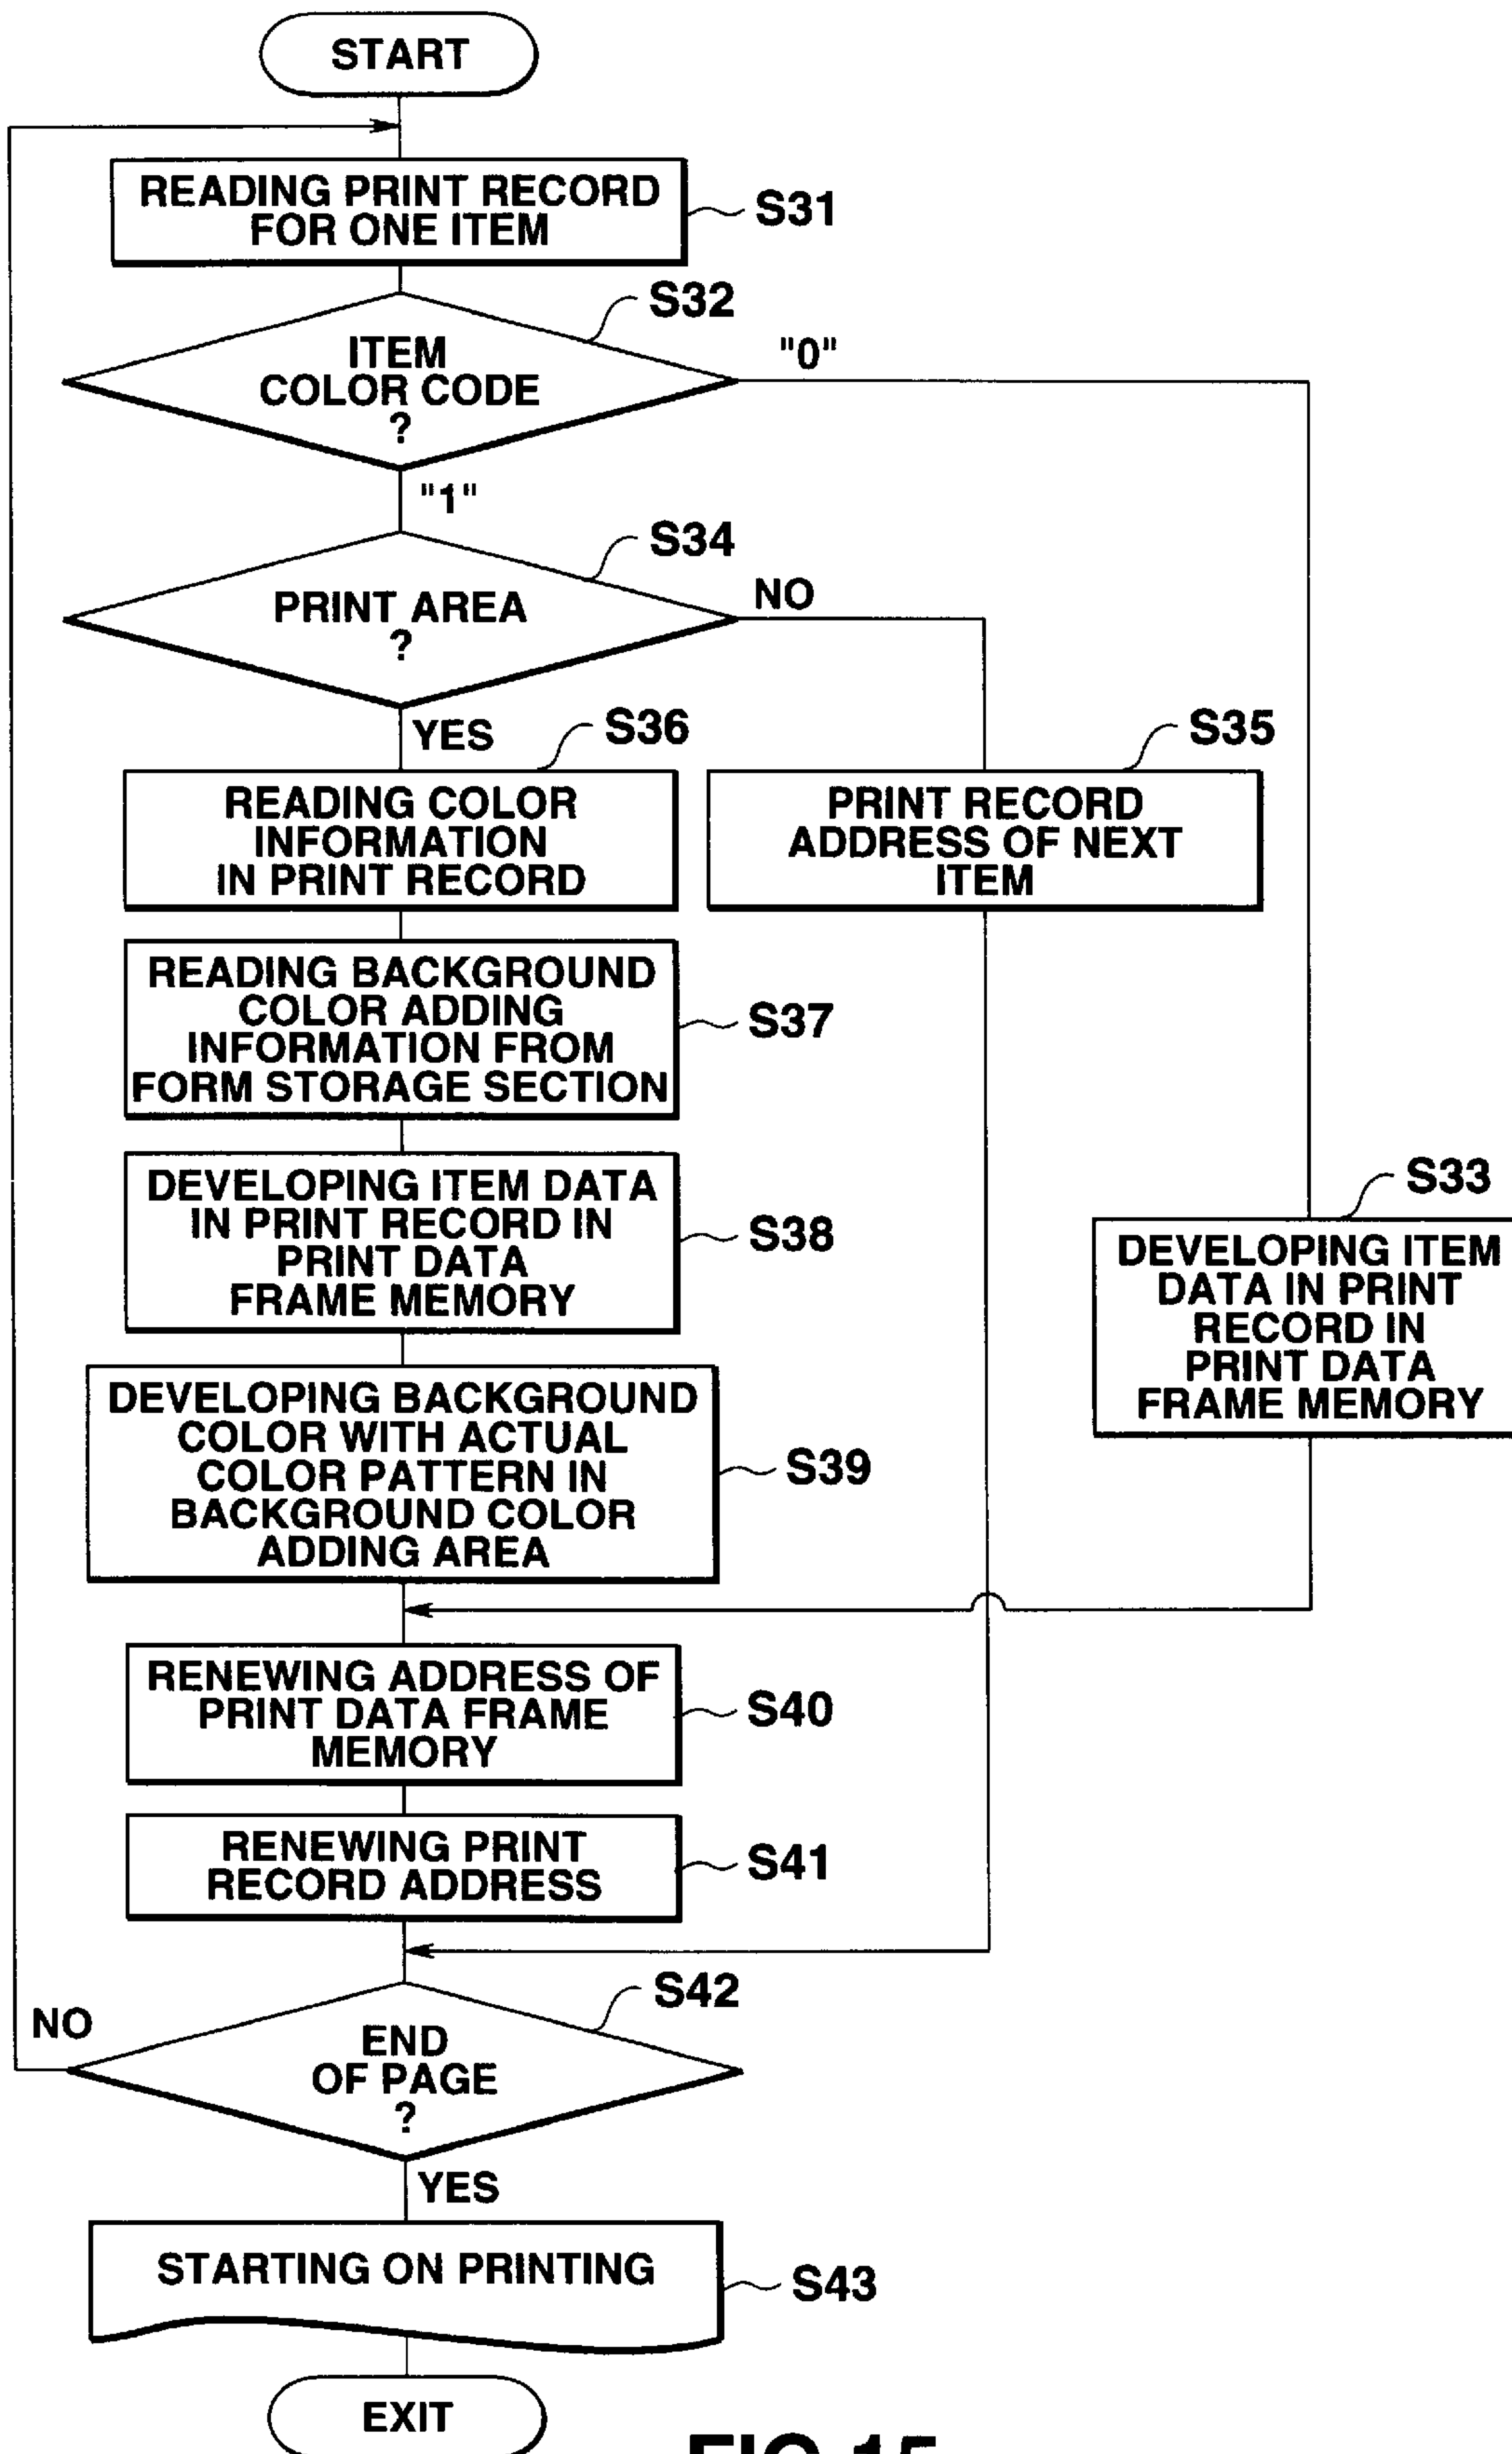 START
READING PRINT RECORD
FOR ONE ITEM
S31
S32
ITEM
COLOR CODE
?
"0"
"1"
S34
PRINT AREA
?
NO
YES
S36
READING COLOR
INFORMATION
IN PRINT RECORD
S35
PRINT RECORD
ADDRESS OF NEXT
ITEM
READING BACKGROUND
COLOR ADDING
INFORMATION FROM
FORM STORAGE SECTION
S37
DEVELOPING ITEM DATA
IN PRINT RECORD IN
PRINT DATA
FRAME MEMORY
S38
S33
DEVELOPING ITEM
DATA IN PRINT
RECORD IN
PRINT DATA
FRAME MEMORY
DEVELOPING BACKGROUND
COLOR WITH ACTUAL
COLOR PATTERN IN
BACKGROUND COLOR
ADDING AREA
S39
RENEWING ADDRESS OF
PRINT DATA FRAME
MEMORY
S40
RENEWING PRINT
RECORD ADDRESS
S41
S42
NO
END
OF PAGE
?
YES
STARTING ON PRINTING
S43
EXIT
FIG.15